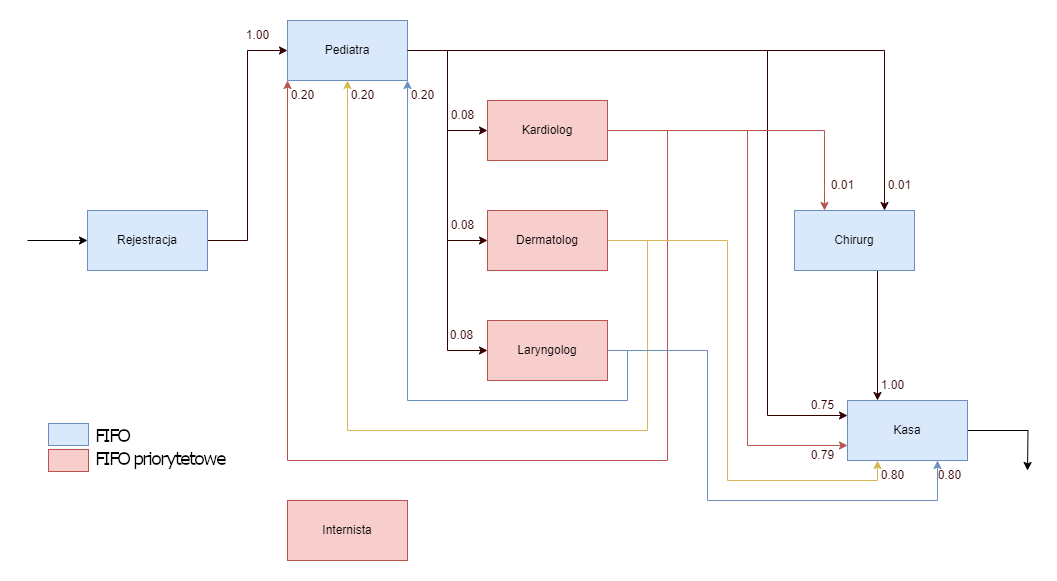 1.00
Pediatra
0.20
0.20
0.20
0.08
Kardiolog
0.01
0.01
Rejestracja
0.08
Dermatolog
Chirurg
0.08
Laryngolog
1.00
0.75
Kasa
0.79
0.80
0.80
FIFO
FIFO priorytetowe
Internista